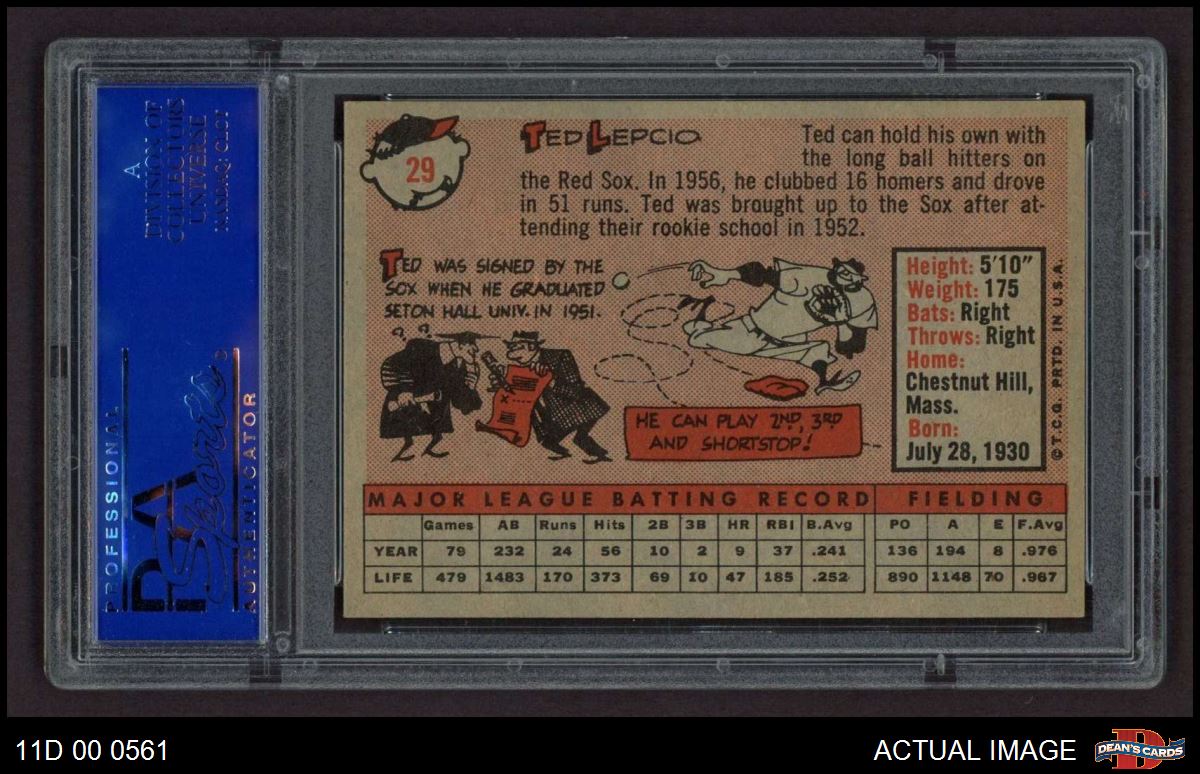 A
DIVISION OF
COLLECTORS
UNIVERSE
NASDAQ: CLCT
PROFESSIONAL
PSA
Sports
AUTHENTICATOR
29
TED LEPCIO
Ted can hold his own with
the long ball hitters on
the Red Sox. In 1956, he clubbed 16 homers and drove
in 51 runs. Ted was brought up to the Sox after at-
tending their rookie school in 1952.
TED WAS SIGNED BY THE
SOX WHEN HE GRADUATED
SETON HALL UNIV. IN 1951.
HE CAN PLAY 2ND, 3RD
AND SHORTSTOP!
Height: 5'10"
Weight: 175
Bats: Right
Throws: Right
Home:
Chestnut Hill,
Mass.
Born:
July 28, 1930
© T.C.G. PRTD. IN U.S.A.
MAJOR LEAGUE BATTING RECORD FIELDING
Games AB Runs Hits 2B 3B HR RBI B.Avg PO A E F.Avg
YEAR 79 232 24 56 10 2 9 37 .241 136 194 8 .976
LIFE 479 1483 170 373 69 10 47 185 .252 890 1148 70 .967
11D 00 0561
ACTUAL IMAGE
D
DEAN'S CARDS